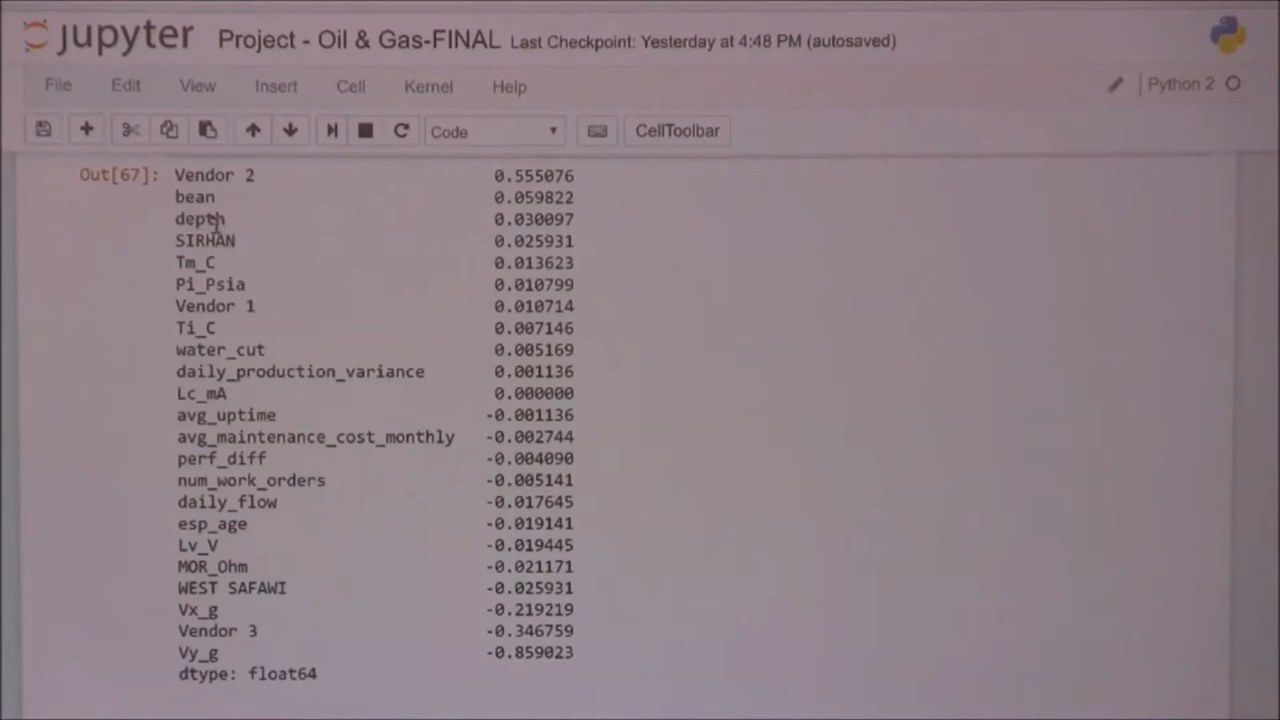 jupyter Project - Oil & Gas-FINAL Last Checkpoint: Yesterday at 4:48 PM (autosaved)
File Edit View Insert Cell Kernel Help Python 2
Code CellToolbar
Out[67]: Vendor 2 0.555076
bean 0.059822
depth 0.030097
SIRHAN 0.025931
Tm_C 0.013623
Pi_Psia 0.010799
Vendor 1 0.010714
Ti_C 0.007146
water_cut 0.005169
daily_production_variance 0.001136
Lc_mA 0.000000
avg_uptime -0.001136
avg_maintenance_cost_monthly -0.002744
perf_diff -0.004090
num_work_orders -0.005141
daily_flow -0.017645
esp_age -0.019141
Lv_V -0.019445
MOR_Ohm -0.021171
WEST SAFAWI -0.025931
Vx_g -0.219219
Vendor 3 -0.346759
Vy_g -0.859023
dtype: float64